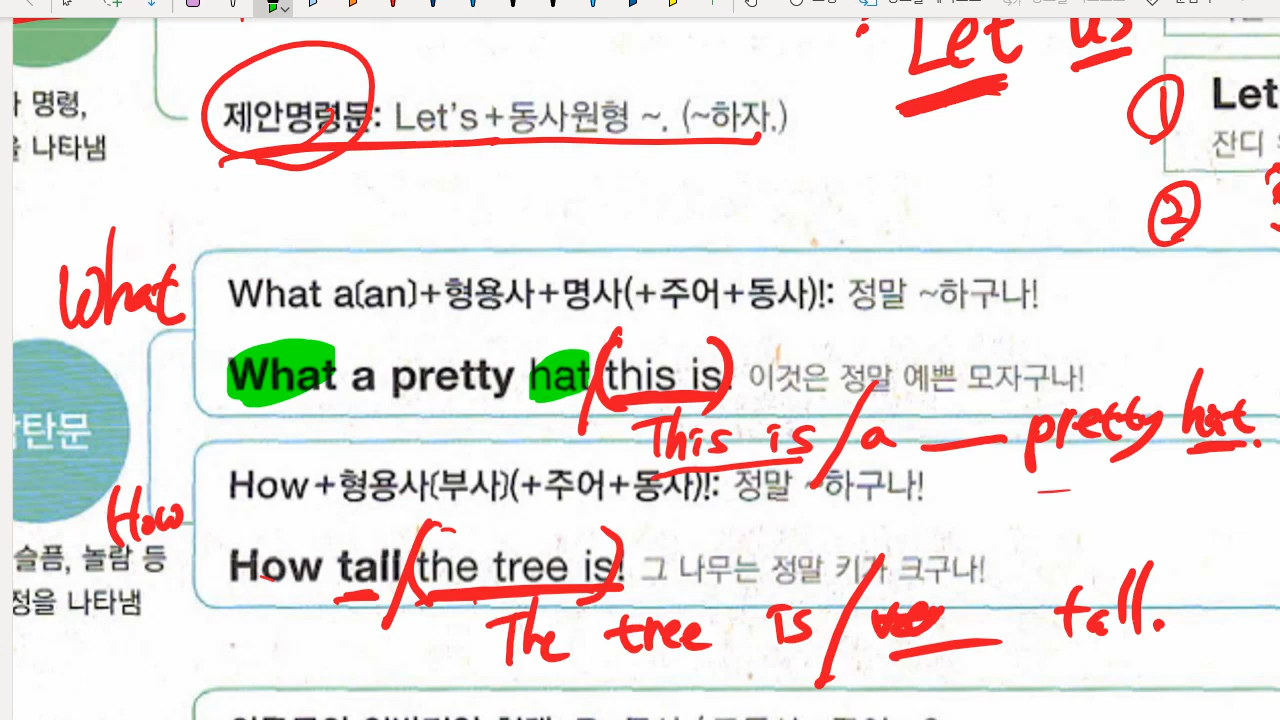 Let us
명령,
나타냄
제안명령문: Let's+동사원형 ~. (~하자.)
① Let
잔디
②
What
What a(an)+형용사+명사(+주어+동사)!: 정말 ~하구나!
What a pretty hat this is! 이것은 정말 예쁜 모자구나!
This is / a pretty hat.
탄문
How+형용사(부사)(+주어+동사)!: 정말 ~하구나!
How
How tall the tree is! 그 나무는 정말 키가 크구나!
슬픔, 놀람 등
정을 나타냄
The tree is / tall.